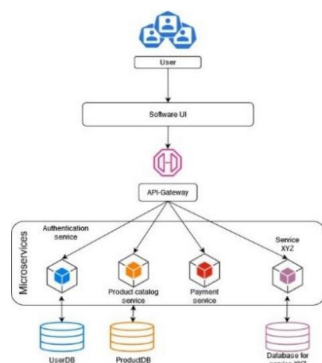 User
Software UI
API-Gateway
Microservices
Authentication
service
Product catalog
service
Payment
service
Service
XYZ
UserDB
ProductDB
Database for